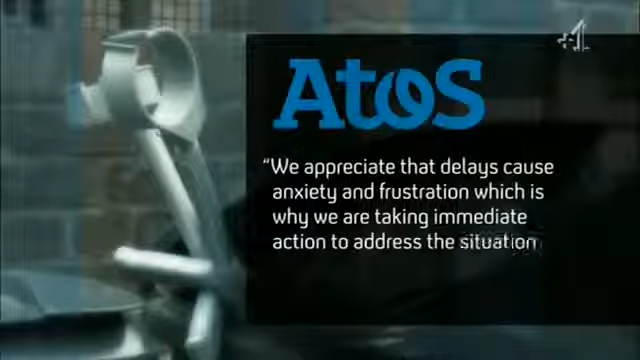 +1
Atos
“We appreciate that delays cause
anxiety and frustration which is
why we are taking immediate
action to address the situation